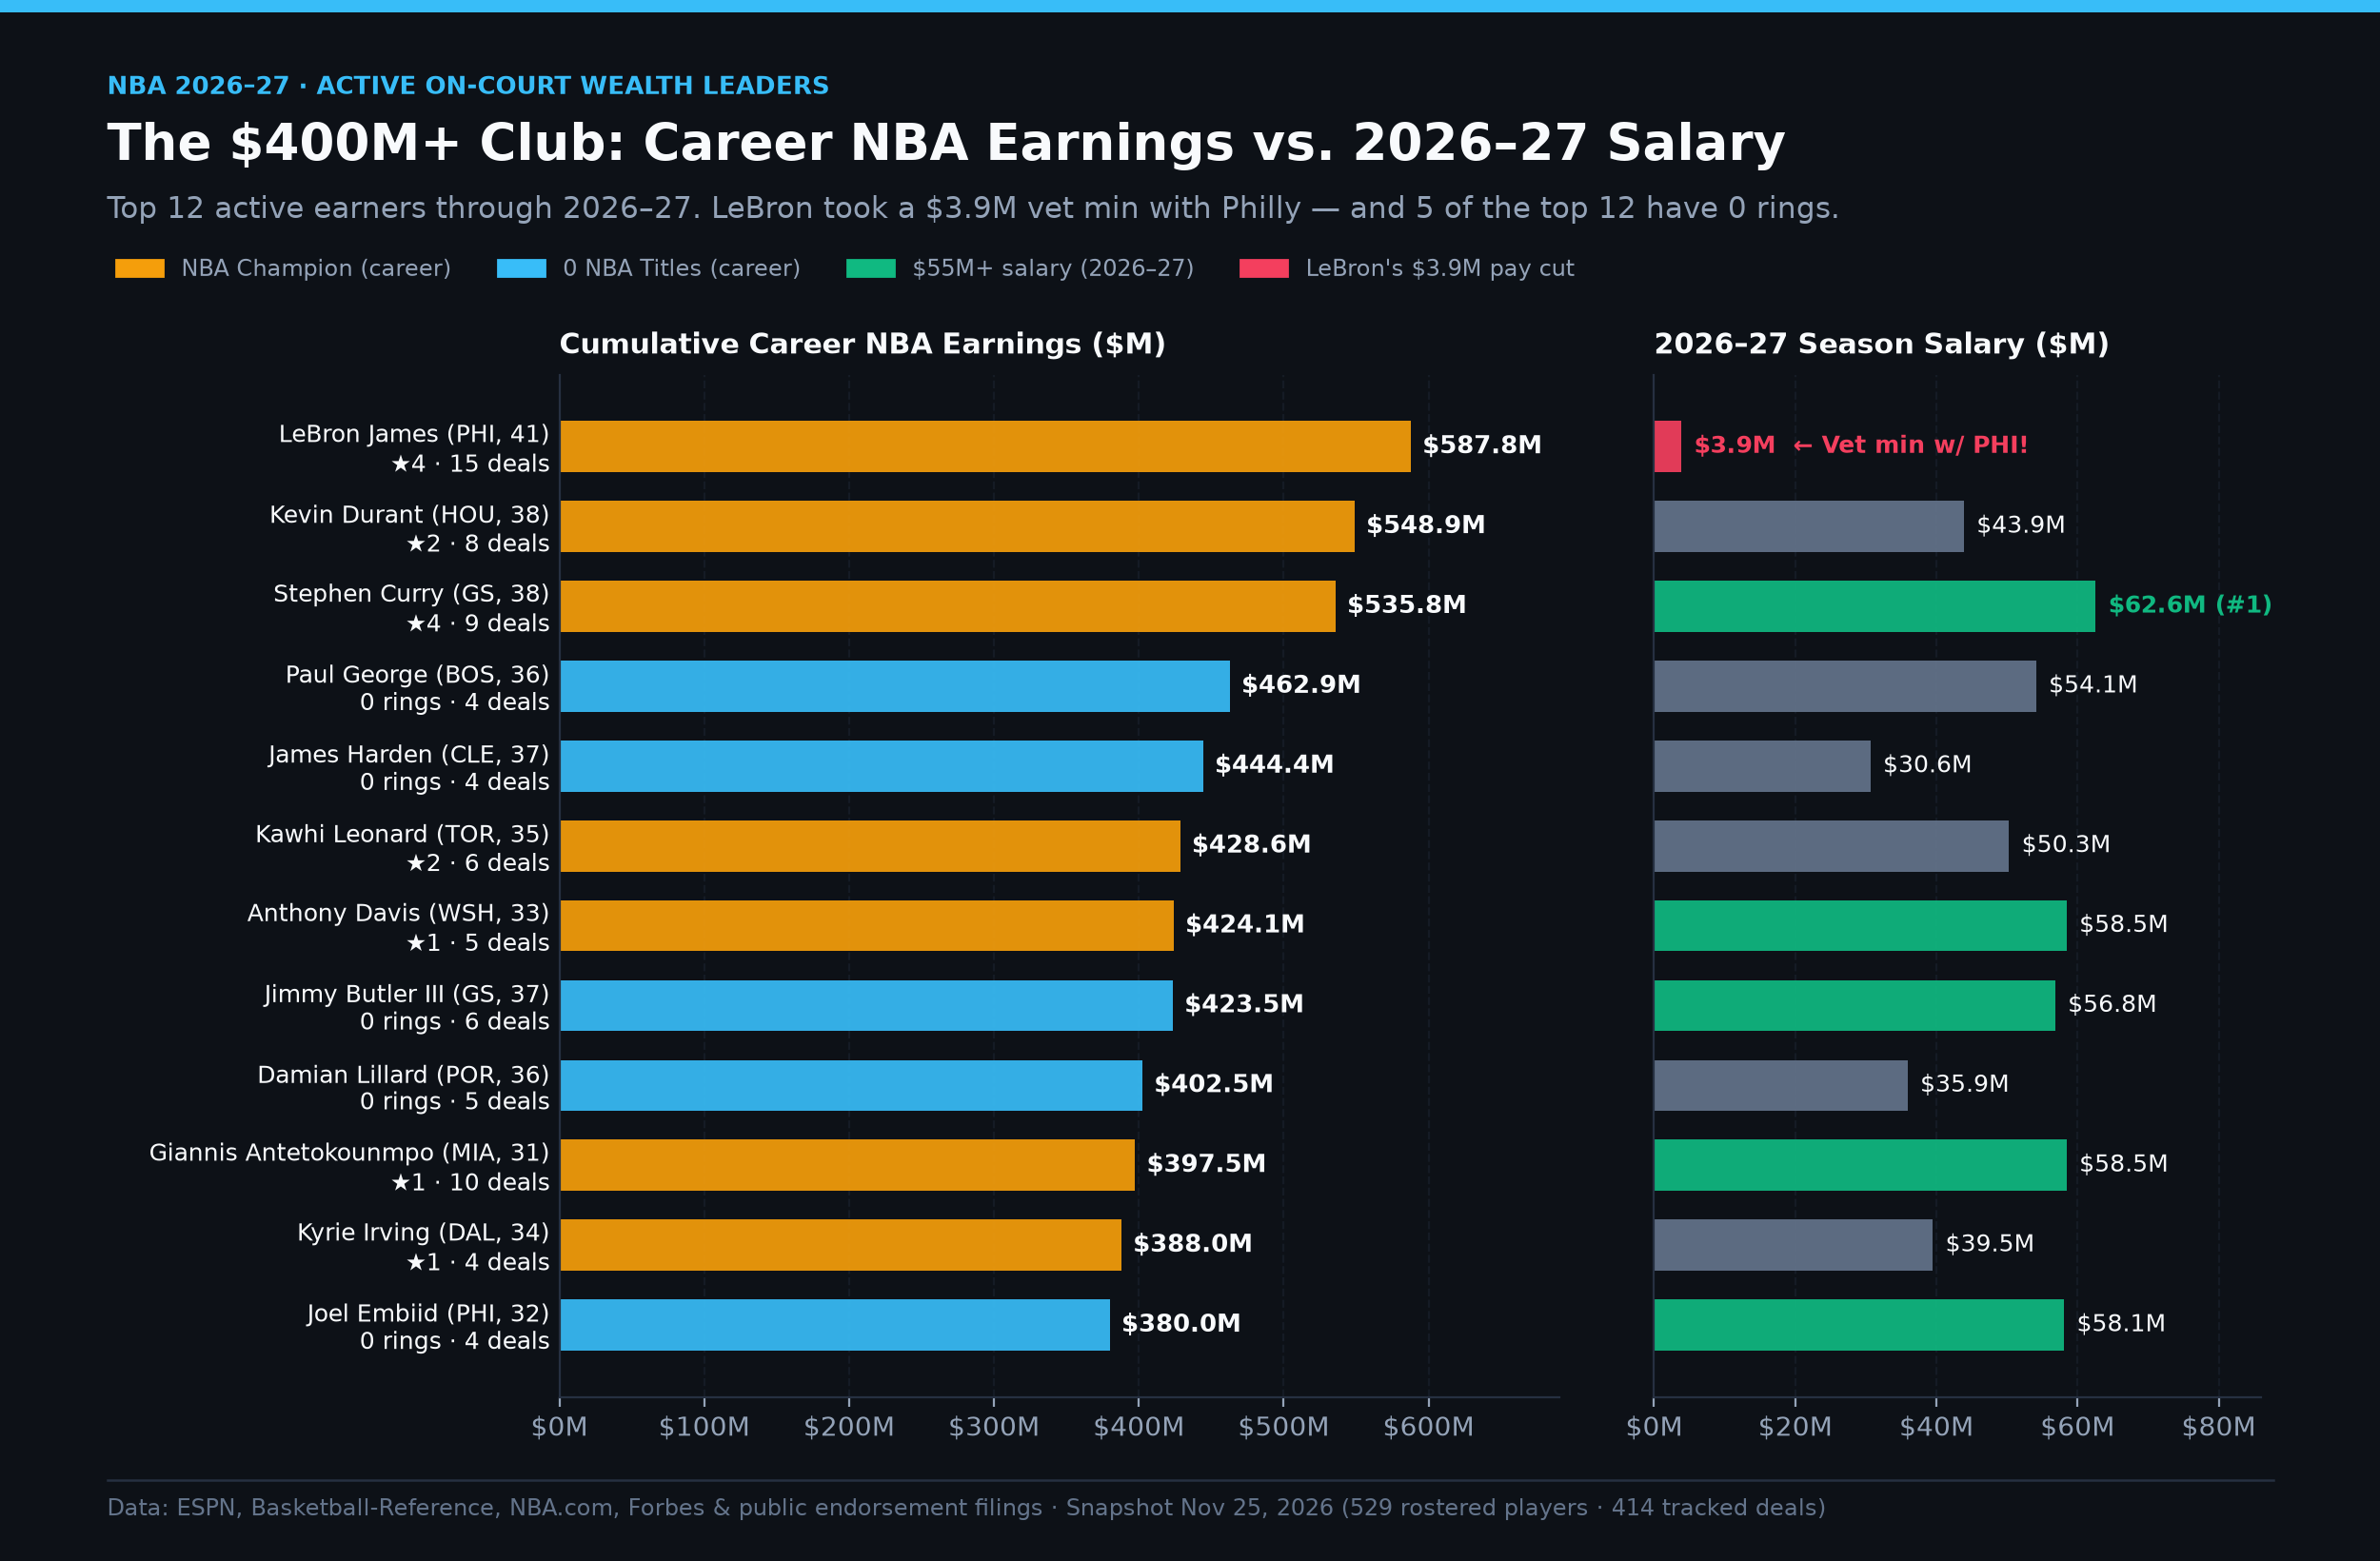 NBA 2026–27 · ACTIVE ON-COURT WEALTH LEADERS
The $400M+ Club: Career NBA Earnings vs. 2026–27 Salary
Top 12 active earners through 2026–27. LeBron took a $3.9M vet min with Philly — and 5 of the top 12 have 0 rings.
NBA Champion (career)
0 NBA Titles (career)
$55M+ salary (2026–27)
LeBron's $3.9M pay cut
Cumulative Career NBA Earnings ($M)
2026–27 Season Salary ($M)
LeBron James (PHI, 41)
★4 · 15 deals
$587.8M
$3.9M ← Vet min w/ PHI!
Kevin Durant (HOU, 38)
★2 · 8 deals
$548.9M
$43.9M
Stephen Curry (GS, 38)
★4 · 9 deals
$535.8M
$62.6M (#1)
Paul George (BOS, 36)
0 rings · 4 deals
$462.9M
$54.1M
James Harden (CLE, 37)
0 rings · 4 deals
$444.4M
$30.6M
Kawhi Leonard (TOR, 35)
★2 · 6 deals
$428.6M
$50.3M
Anthony Davis (WSH, 33)
★1 · 5 deals
$424.1M
$58.5M
Jimmy Butler III (GS, 37)
0 rings · 6 deals
$423.5M
$56.8M
Damian Lillard (POR, 36)
0 rings · 5 deals
$402.5M
$35.9M
Giannis Antetokounmpo (MIA, 31)
★1 · 10 deals
$397.5M
$58.5M
Kyrie Irving (DAL, 34)
★1 · 4 deals
$388.0M
$39.5M
Joel Embiid (PHI, 32)
0 rings · 4 deals
$380.0M
$58.1M
$0M $100M $200M $300M $400M $500M $600M
$0M $20M $40M $60M $80M
Data: ESPN, Basketball-Reference, NBA.com, Forbes & public endorsement filings · Snapshot Nov 25, 2026 (529 rostered players · 414 tracked deals)